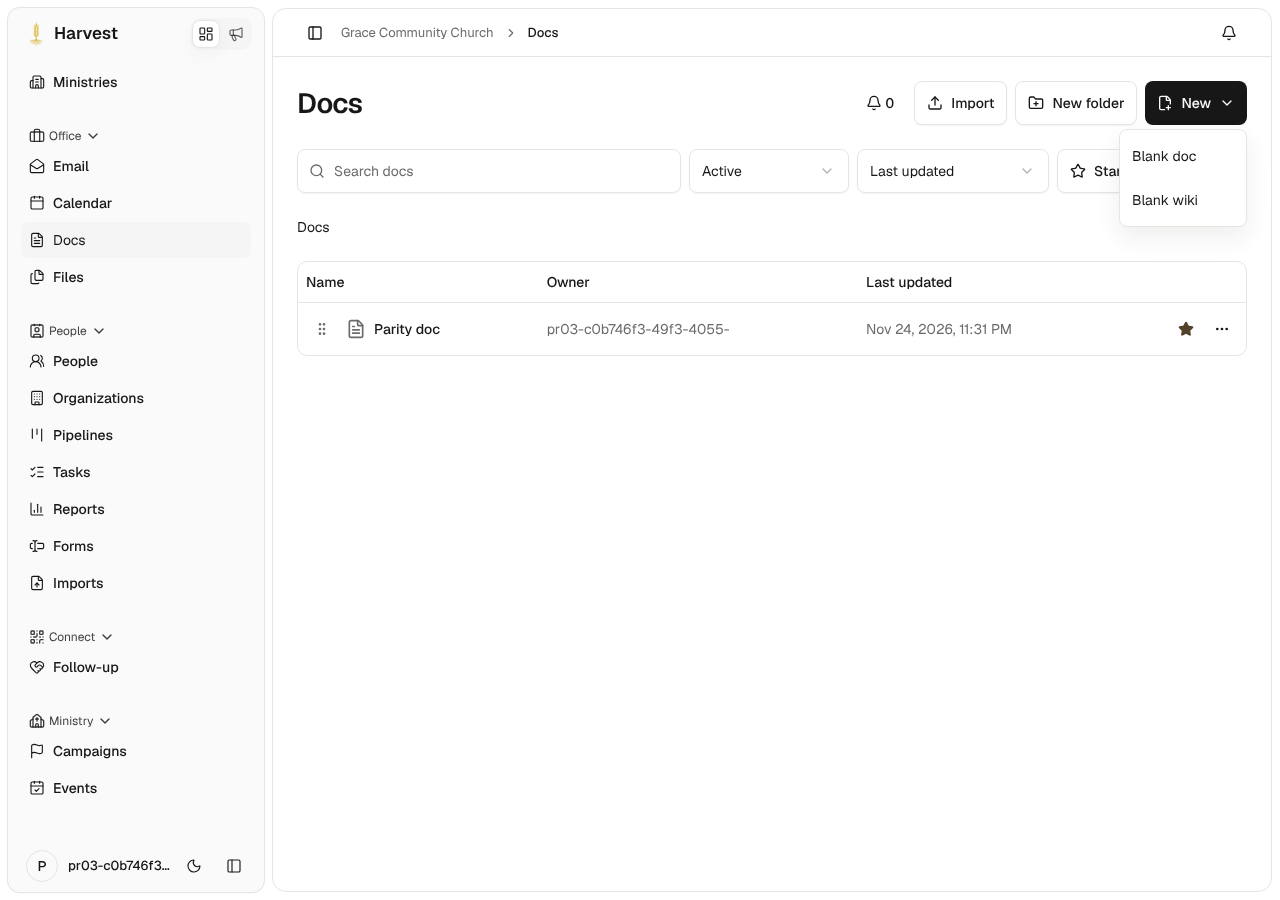 Harvest
Ministries
Office
Email
Calendar
Docs
Files
People
People
Organizations
Pipelines
Tasks
Reports
Forms
Imports
Connect
Follow-up
Ministry
Campaigns
Events
P
pr03-c0b746f3...
Grace Community Church
Docs
Docs
0
Import
New folder
New
Blank doc
Blank wiki
Search docs
Active
Last updated
Docs
Name
Owner
Last updated
Parity doc
pr03-c0b746f3-49f3-4055-
Nov 24, 2026, 11:31 PM